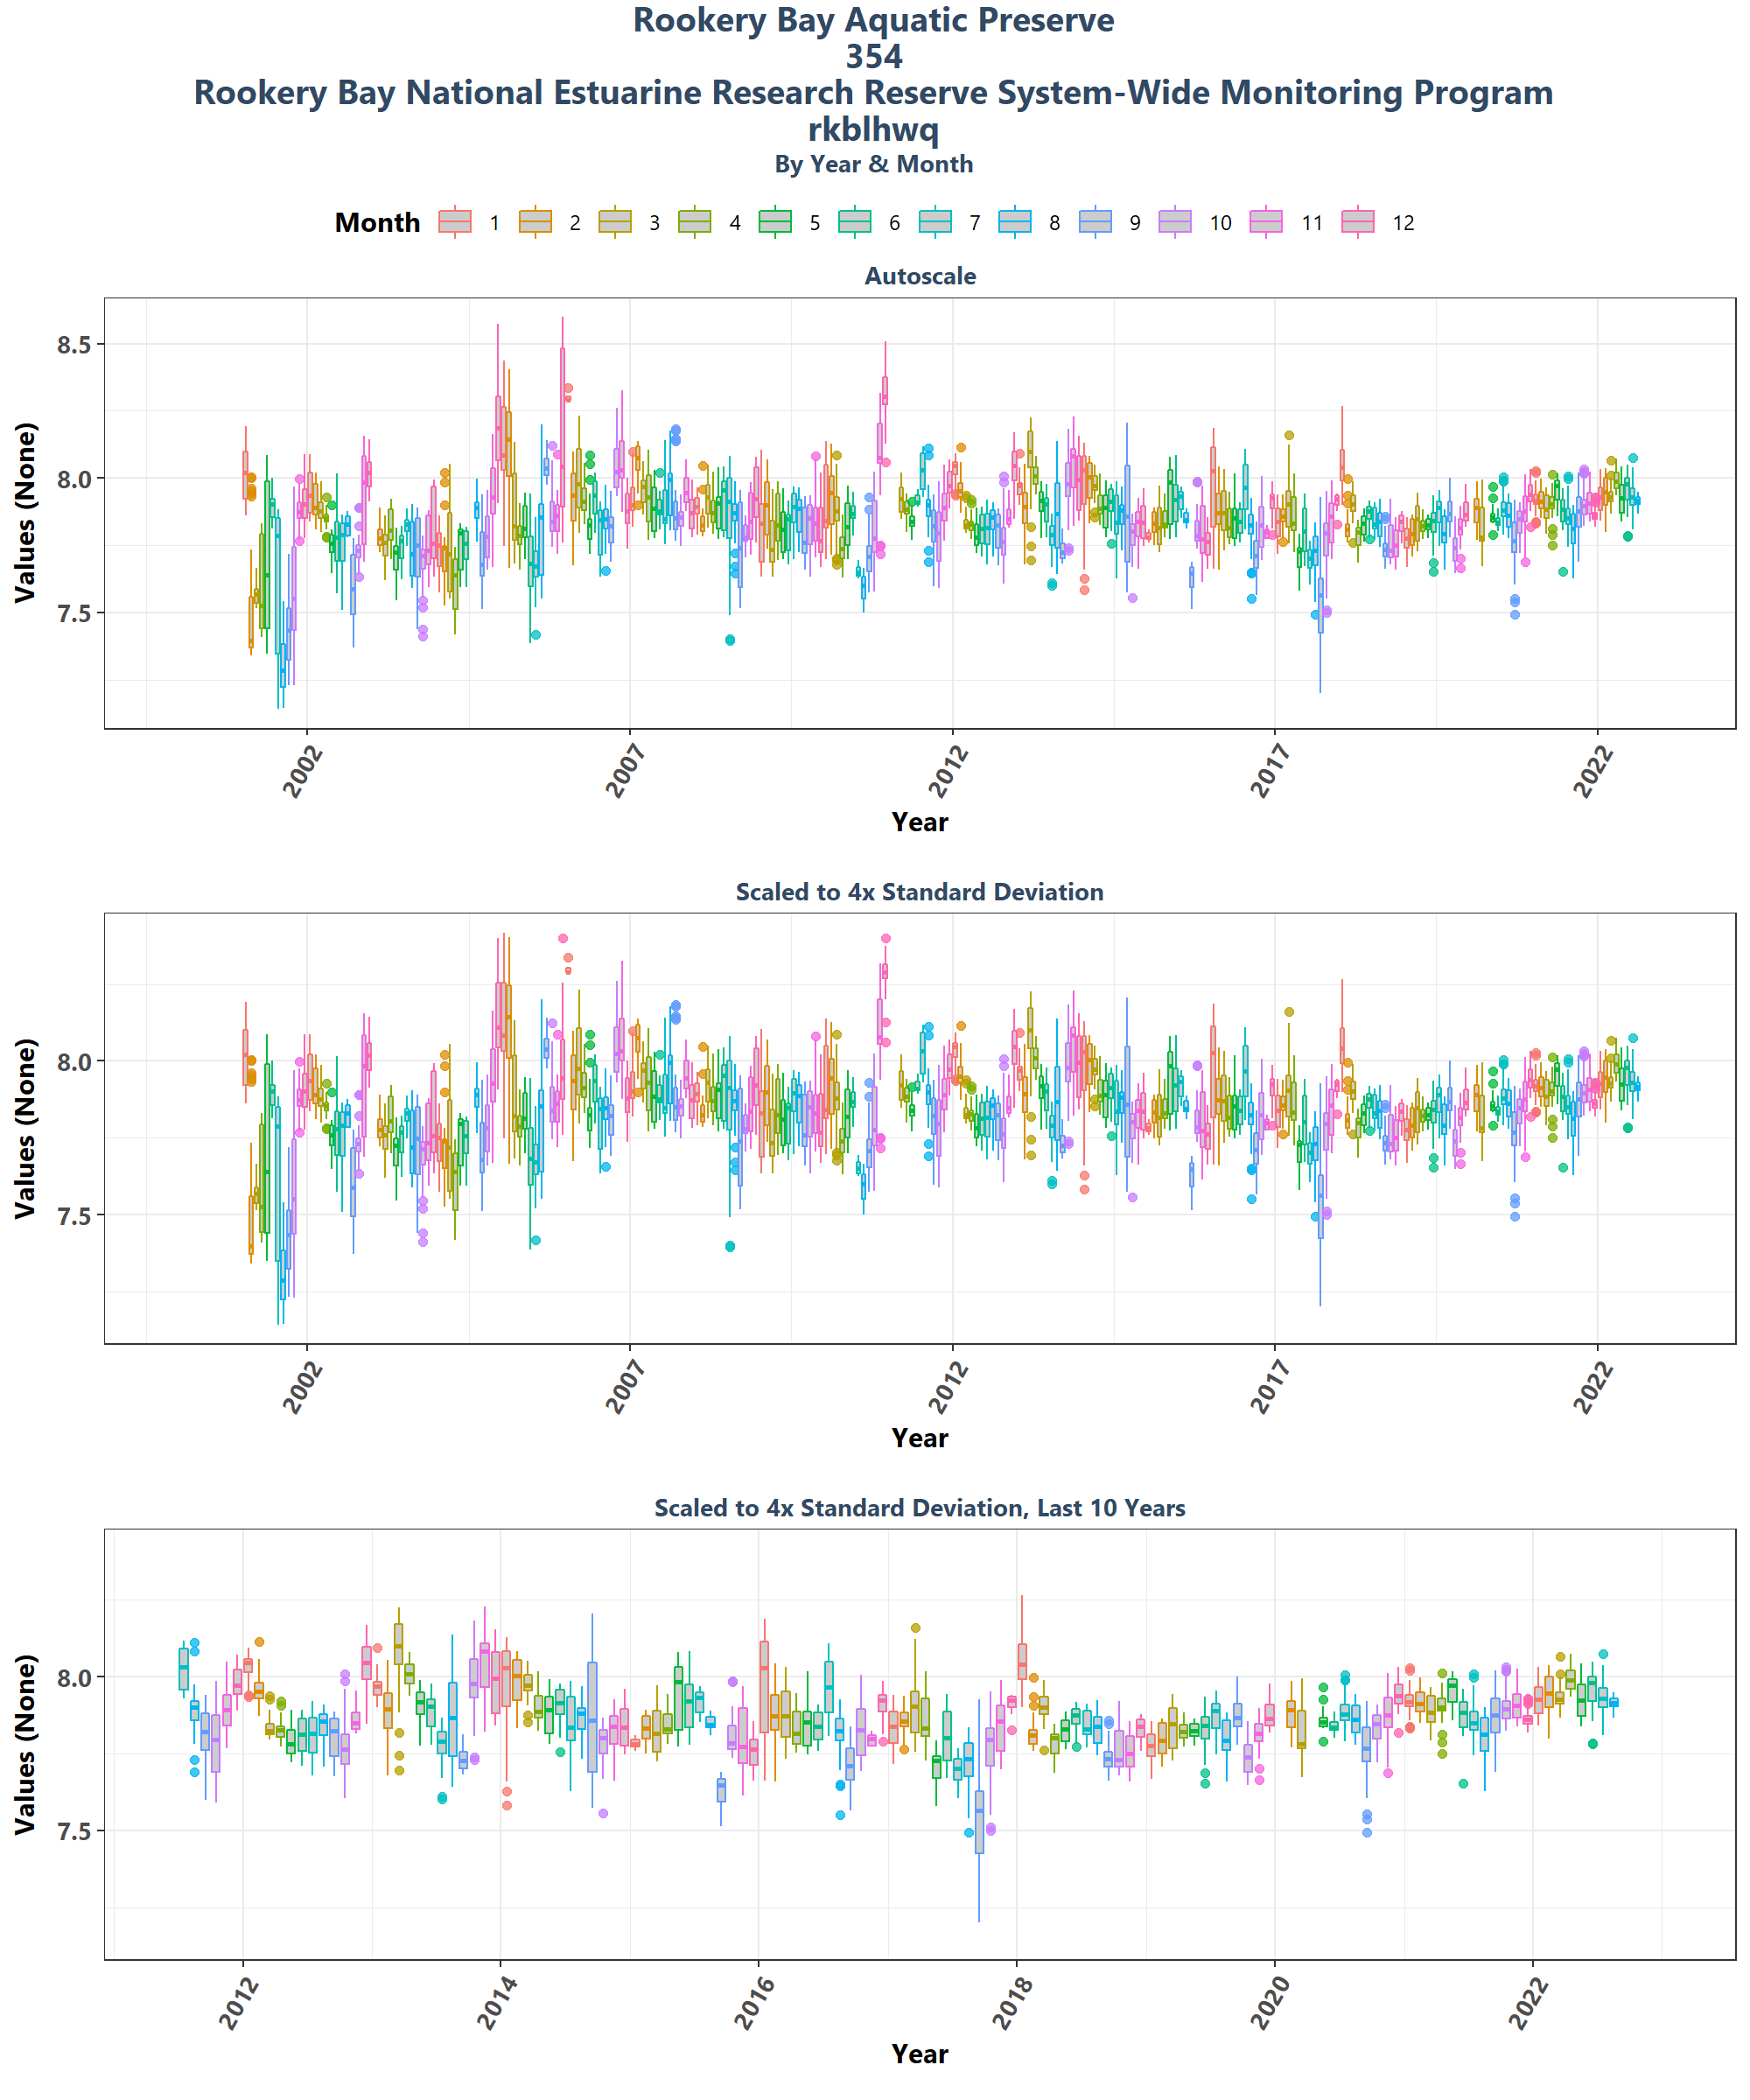 Rookery Bay Aquatic Preserve
354
Rookery Bay National Estuarine Research Reserve System-Wide Monitoring Program
rkblhwq
By Year & Month
Month 1 2 3 4 5 6 7 8 9 10 11 12
Autoscale
Values (None)
8.5
8.0
7.5
2002 2007 2012 2017 2022
Year
Scaled to 4x Standard Deviation
Values (None)
8.0
7.5
2002 2007 2012 2017 2022
Year
Scaled to 4x Standard Deviation, Last 10 Years
Values (None)
8.0
7.5
2012 2014 2016 2018 2020 2022
Year